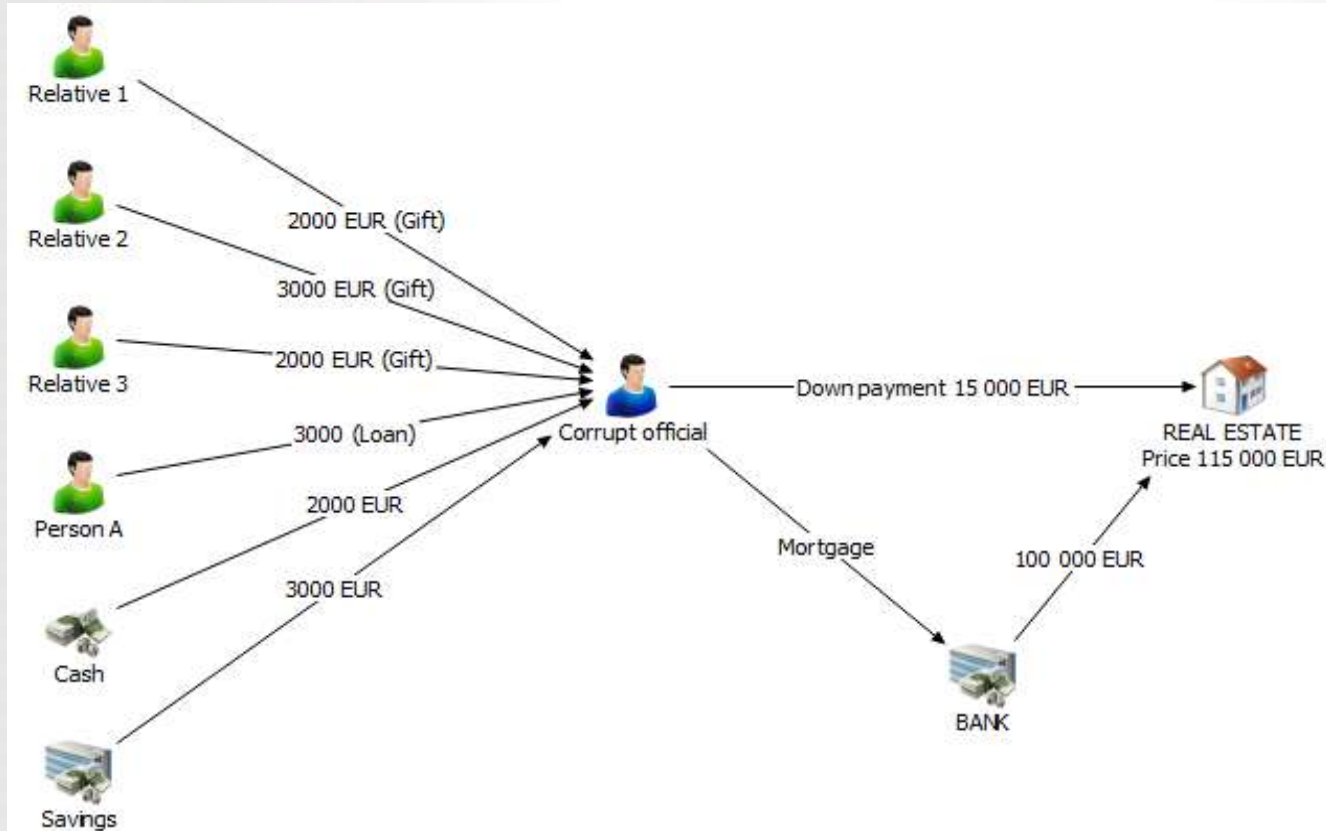 Relative 1
2000 EUR (Gift)
Relative 2
3000 EUR (Gift)
Relative 3
2000 EUR (Gift)
Person A
3000 (Loan)
Cash
2000 EUR
Savings
3000 EUR
Corrupt official
Down payment 15 000 EUR
REAL ESTATE
Price 115 000 EUR
Mortgage
100 000 EUR
BANK